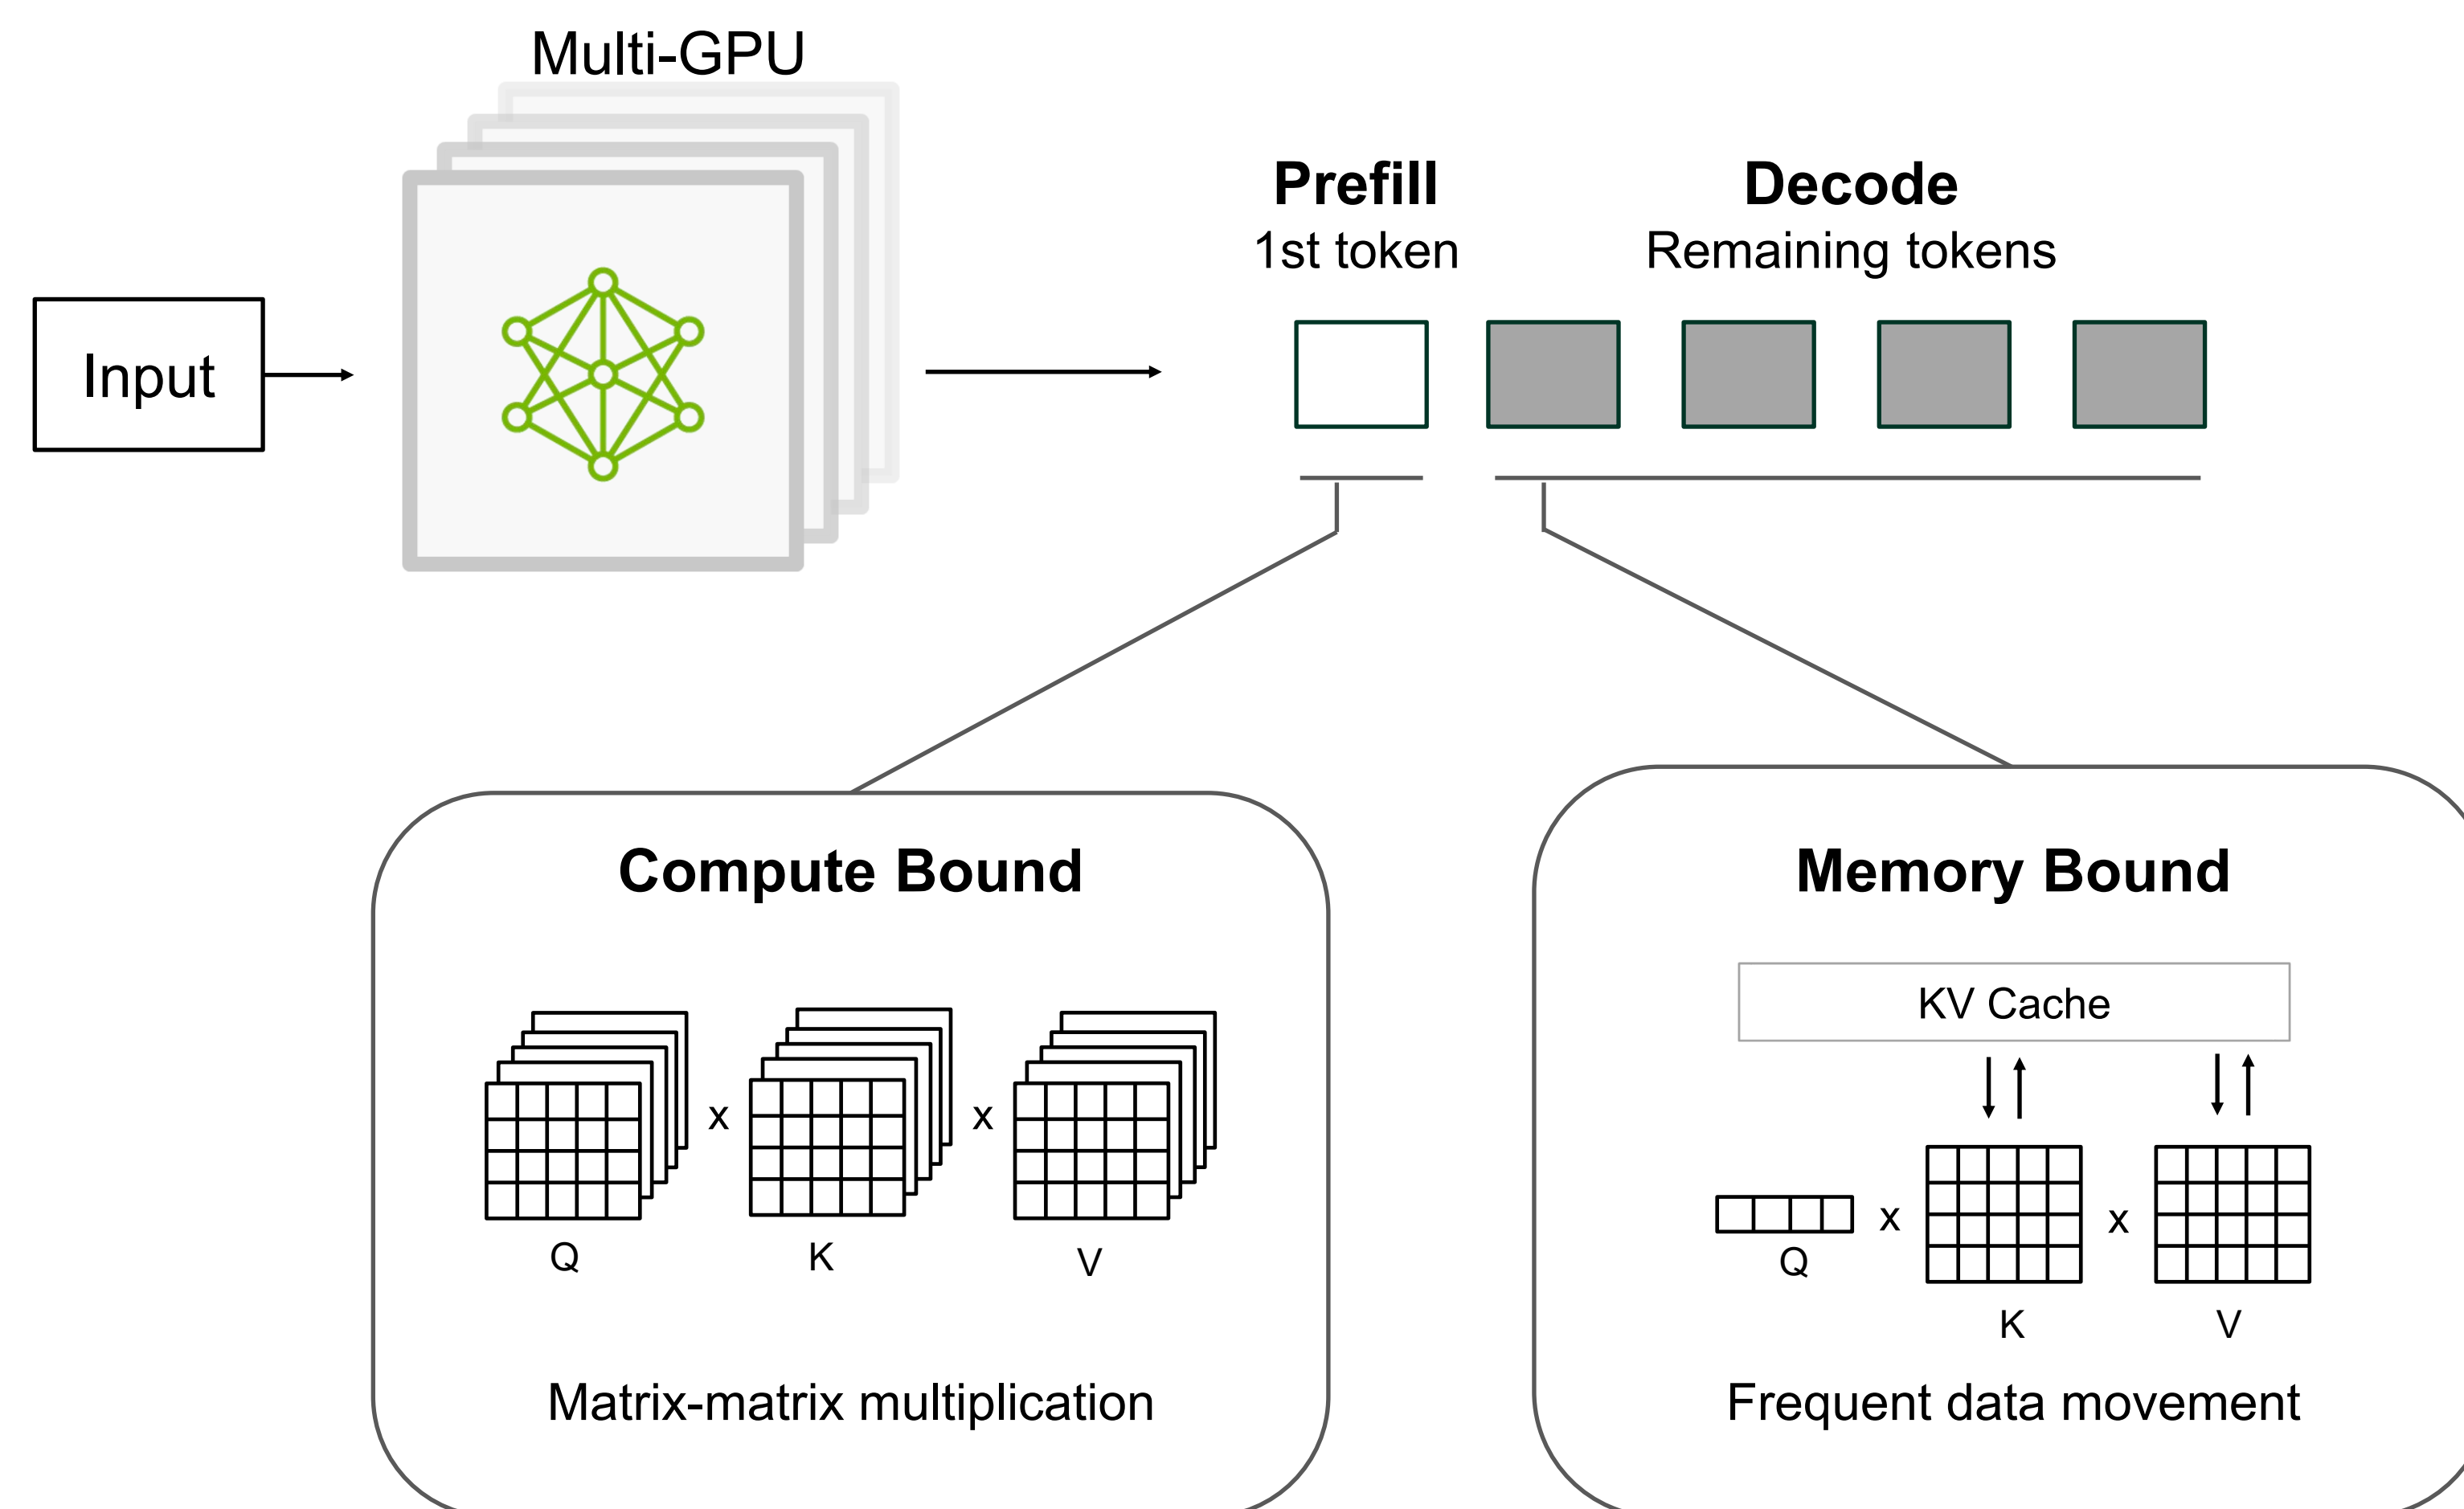 Multi-GPU
Input
Prefill
1st token
Decode
Remaining tokens
Compute Bound
x
x
Q
K
V
Matrix-matrix multiplication
Memory Bound
KV Cache
x
x
Q
K
V
Frequent data movement